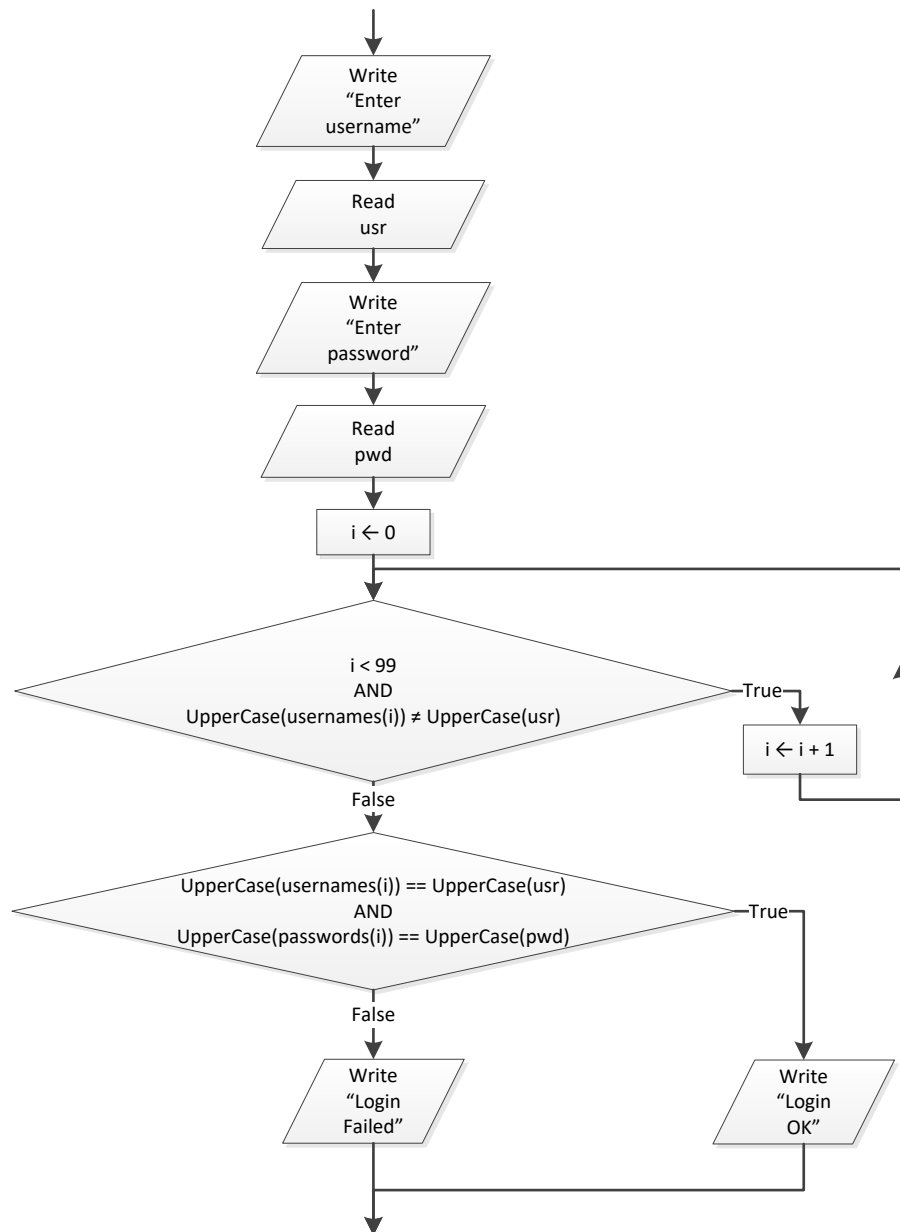 Write
“Enter
username”
Read
usr
Write
“Enter
password”
Read
pwd
i ← 0
i < 99
AND
UpperCase(usernames(i)) ≠ UpperCase(usr)
True
i ← i + 1
False
UpperCase(usernames(i)) == UpperCase(usr)
AND
UpperCase(passwords(i)) == UpperCase(pwd)
True
False
Write
“Login
Failed”
Write
“Login
OK”